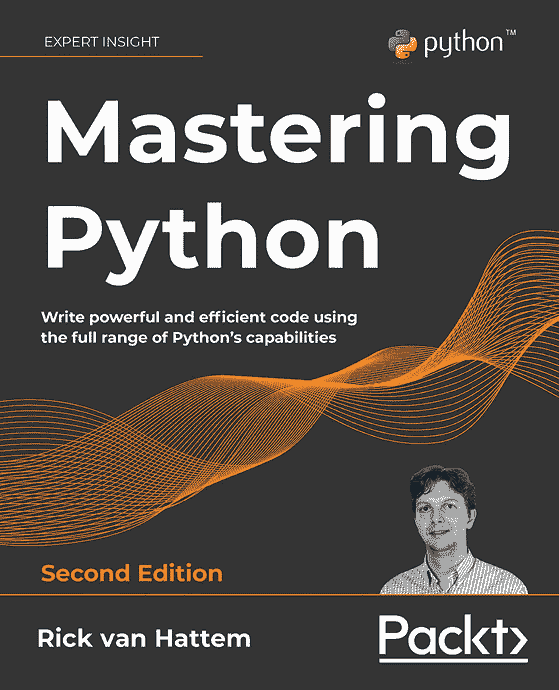 EXPERT INSIGHT
python™
Mastering
Python
Write powerful and efficient code using
the full range of Python's capabilities
Second Edition
Rick van Hattem
Packt>